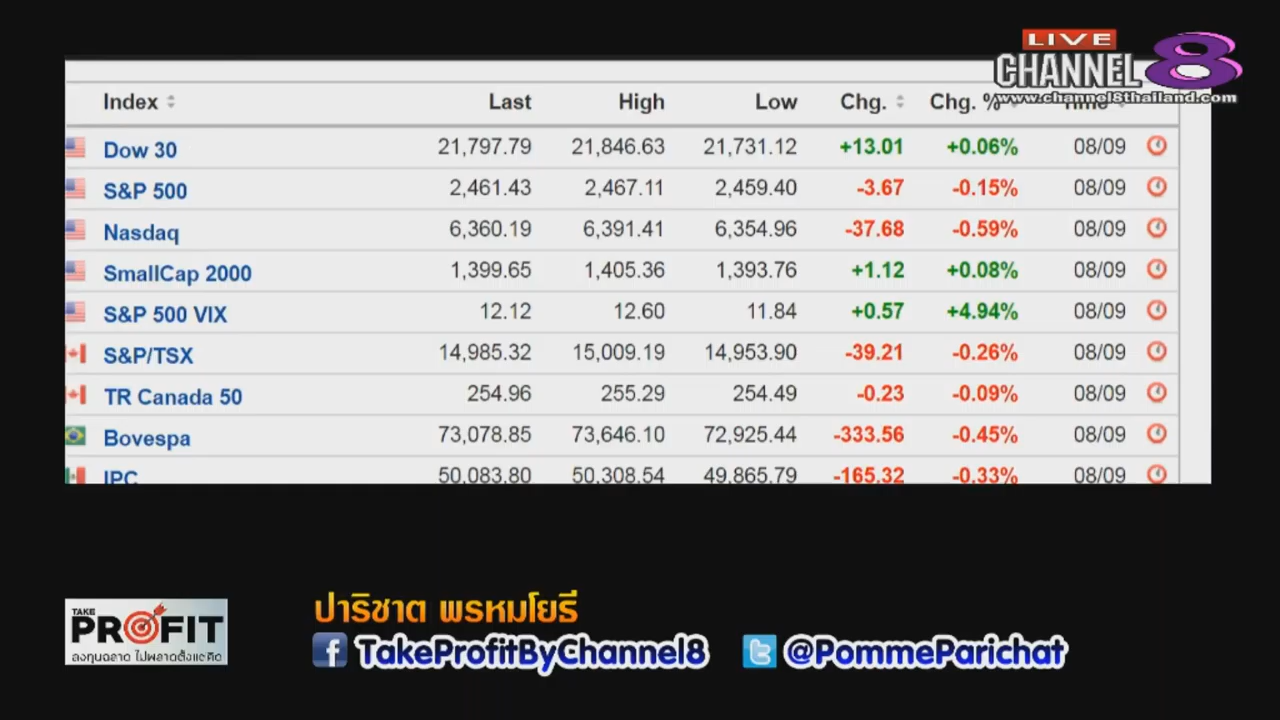 LIVE
CHANNEL 8
www.channel8thailand.com
Index Last High Low Chg. Chg. % Time
Dow 30 21,797.79 21,846.63 21,731.12 +13.01 +0.06% 08/09
S&P 500 2,461.43 2,467.11 2,459.40 -3.67 -0.15% 08/09
Nasdaq 6,360.19 6,391.41 6,354.96 -37.68 -0.59% 08/09
SmallCap 2000 1,399.65 1,405.36 1,393.76 +1.12 +0.08% 08/09
S&P 500 VIX 12.12 12.60 11.84 +0.57 +4.94% 08/09
S&P/TSX 14,985.32 15,009.19 14,953.90 -39.21 -0.26% 08/09
TR Canada 50 254.96 255.29 254.49 -0.23 -0.09% 08/09
Bovespa 73,078.85 73,646.10 72,925.44 -333.56 -0.45% 08/09
IPC 50,083.80 50,308.54 49,865.79 -165.32 -0.33% 08/09
TAKE
PROFIT
ลงทุนฉลาด ไม่พลาดตั้งแต่คิด
ปาริชาต พรหมโยธี
TakeProfitByChannel8 @PommeParichat